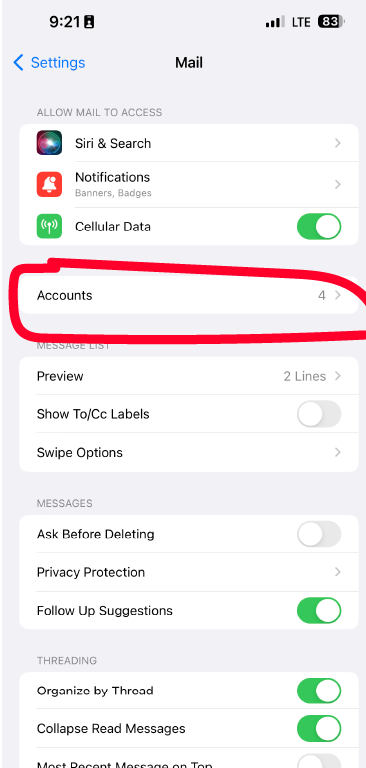 9:21
LTE 83
Settings
Mail
ALLOW MAIL TO ACCESS
Siri & Search
Notifications
Banners, Badges
Cellular Data
Accounts 4
MESSAGE LIST
Preview 2 Lines
Show To/Cc Labels
Swipe Options
MESSAGES
Ask Before Deleting
Privacy Protection
Follow Up Suggestions
THREADING
Organize by Thread
Collapse Read Messages
Most Recent Message on Top